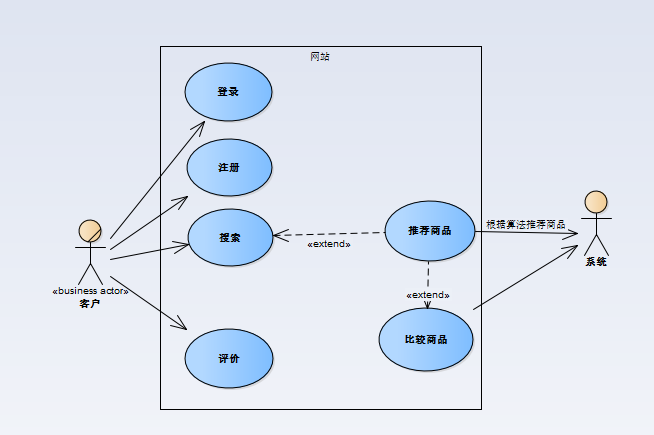 网站
登录
注册
搜索
推荐商品
根据算法推荐商品
«extend»
系统
«business actor»
客户
«extend»
比较商品
评价